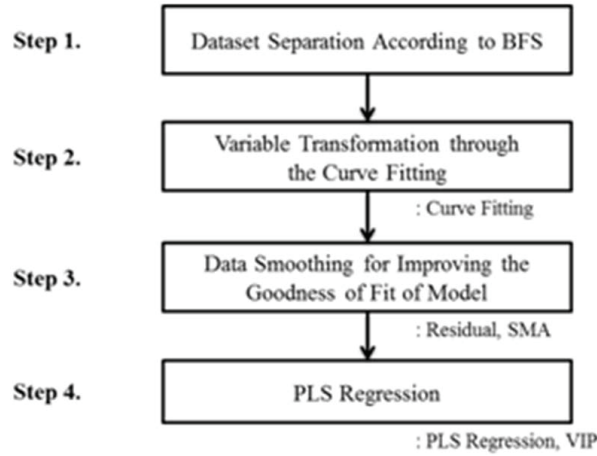 Step 1.
Dataset Separation According to BFS
Step 2.
Variable Transformation through
the Curve Fitting
: Curve Fitting
Step 3.
Data Smoothing for Improving the
Goodness of Fit of Model
: Residual, SMA
Step 4.
PLS Regression
: PLS Regression, VIP